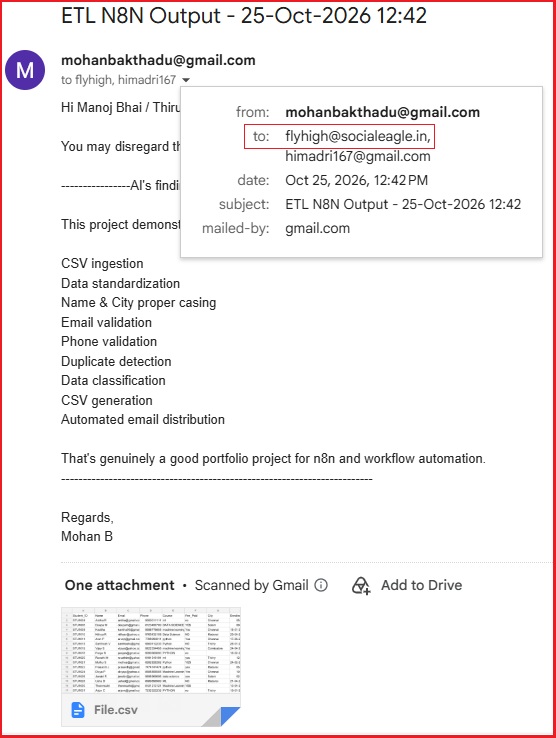 ETL N8N Output - 25-Oct-2026 12:42
M
mohanbakthadu@gmail.com
to flyhigh, himadri167
Hi Manoj Bhai / Thiru
from: mohanbakthadu@gmail.com
to: flyhigh@socialeagle.in,
himadri167@gmail.com
date: Oct 25, 2026, 12:42 PM
subject: ETL N8N Output - 25-Oct-2026 12:42
mailed-by: gmail.com
You may disregard th
----------------AI's findi
This project demonst
CSV ingestion
Data standardization
Name & City proper casing
Email validation
Phone validation
Duplicate detection
Data classification
CSV generation
Automated email distribution
That's genuinely a good portfolio project for n8n and workflow automation.
------------------------------------------------------------------------
Regards,
Mohan B
One attachment • Scanned by Gmail
Add to Drive
File.csv